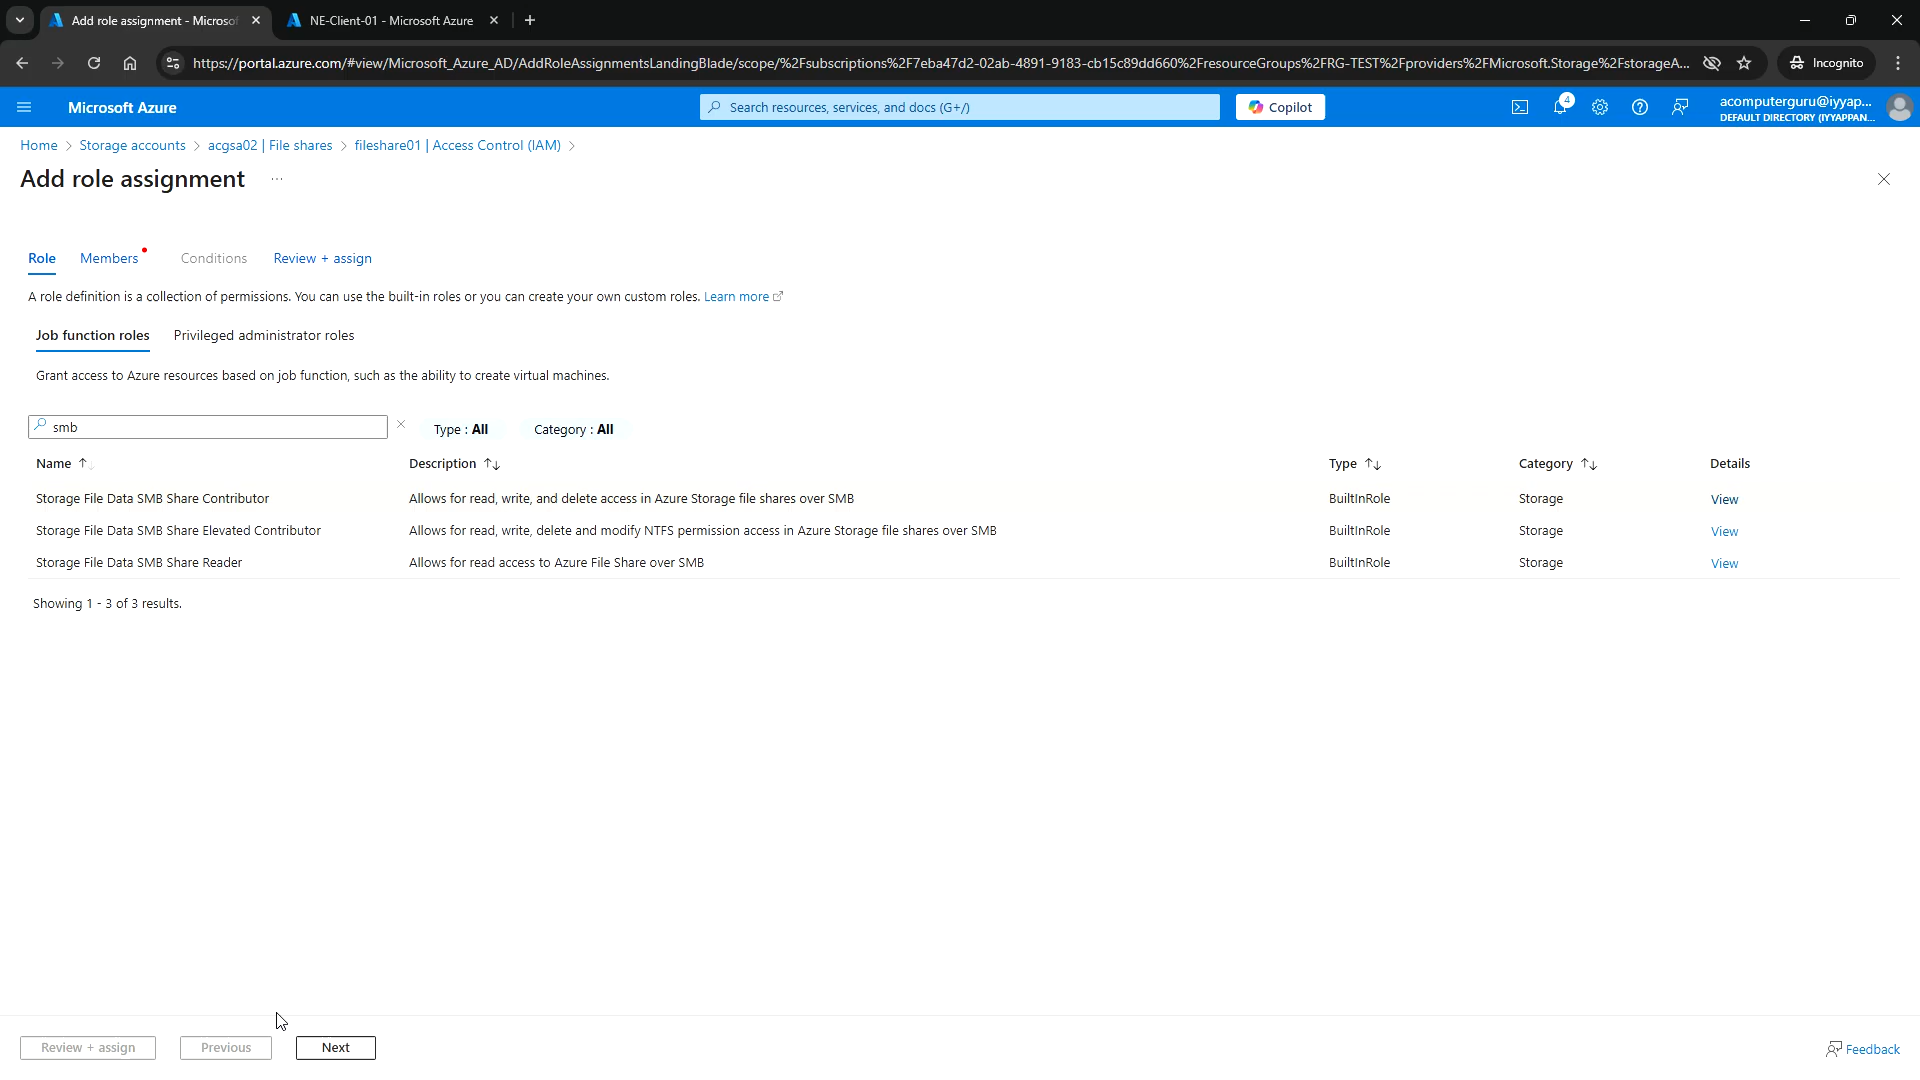 Add role assignment - Microsof
NE-Client-01 - Microsoft Azure
https://portal.azure.com/#view/Microsoft_Azure_AD/AddRoleAssignmentsLandingBlade/scope/%2Fsubscriptions%2F7eba47d2-02ab-4891-9183-cb15c89dd660%2FresourceGroups%2FRG-TEST%2Fproviders%2FMicrosoft.Storage%2FstorageA...
Incognito
Microsoft Azure
Search resources, services, and docs (G+/)
Copilot
4
acomputerguru@iyyap...
DEFAULT DIRECTORY (IYYAPPAN...
Home > Storage accounts > acgsa02 | File shares > fileshare01 | Access Control (IAM) >
Add role assignment ...
Role Members Conditions Review + assign
A role definition is a collection of permissions. You can use the built-in roles or you can create your own custom roles. Learn more
Job function roles Privileged administrator roles
Grant access to Azure resources based on job function, such as the ability to create virtual machines.
smb Type : All Category : All
Name Description Type Category Details
Storage File Data SMB Share Contributor Allows for read, write, and delete access in Azure Storage file shares over SMB BuiltInRole Storage View
Storage File Data SMB Share Elevated Contributor Allows for read, write, delete and modify NTFS permission access in Azure Storage file shares over SMB BuiltInRole Storage View
Storage File Data SMB Share Reader Allows for read access to Azure File Share over SMB BuiltInRole Storage View
Showing 1 - 3 of 3 results.
Review + assign Previous Next Feedback